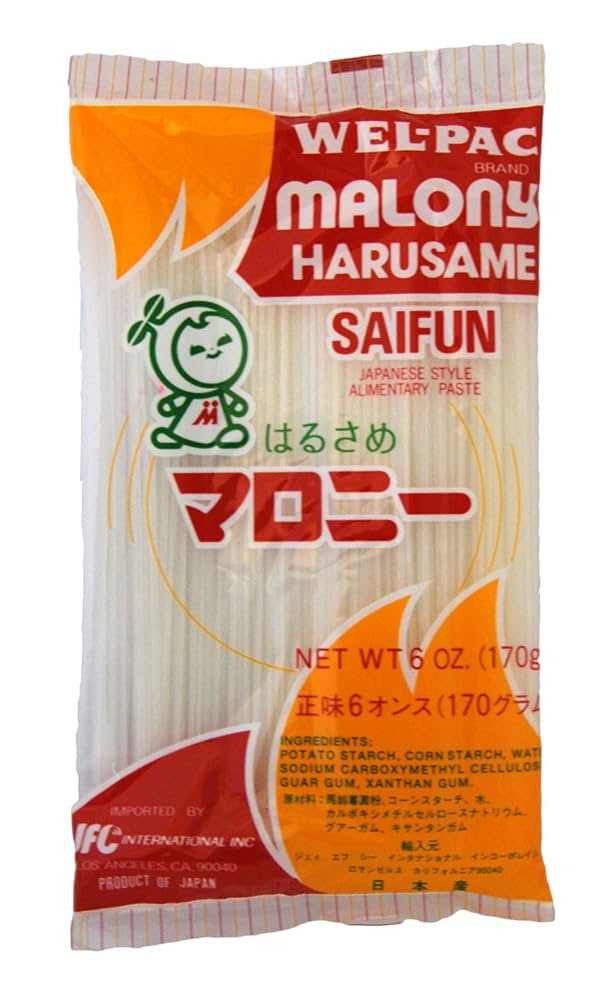 WEL-PAC
BRAND
MALONY
HARUSAME
SAIFUN
JAPANESE STYLE
ALIMENTARY PASTE
M
はるさめ
マロニー
NET WT 6 OZ. (170g
正味6オンス(170グラム
INGREDIENTS:
POTATO STARCH, CORN STARCH, WAT
SODIUM CARBOXYMETHYL CELLULOS
GUAR GUM, XANTHAN GUM.
原材料:馬鈴薯澱粉、コーンスターチ、水、
カルボキシメチルセルロースナトリウム、
グアーガム、キサンタンガム
輸入元
ジェイ エフ シー インタナショナル インコーポレイ
ロサンゼルス カリフォルニア90040
日本産
IMPORTED BY
JFC INTERNATIONAL INC
LOS ANGELES, CA. 90040
PRODUCT OF JAPAN